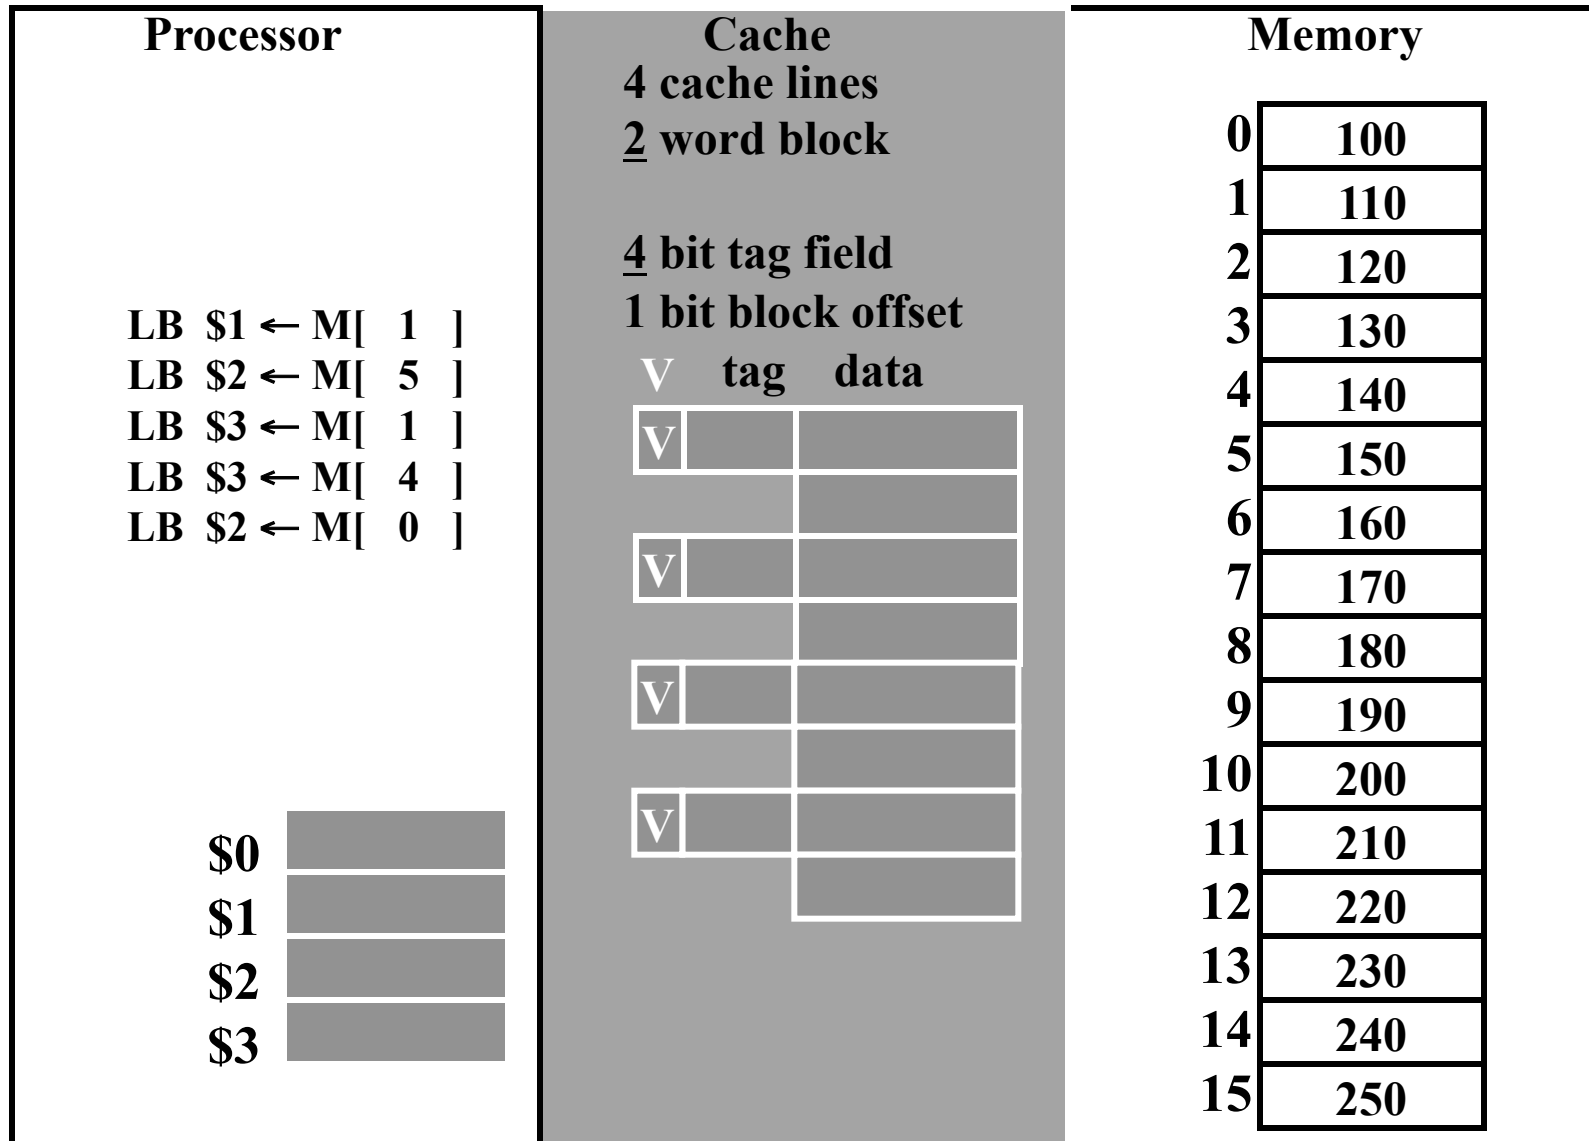 Processor
LB $1 ← M[ 1 ]
LB $2 ← M[ 5 ]
LB $3 ← M[ 1 ]
LB $3 ← M[ 4 ]
LB $2 ← M[ 0 ]
$0
$1
$2
$3
Cache
4 cache lines
2 word block
4 bit tag field
1 bit block offset
V tag data
V
V
V
V
Memory
0 100
1 110
2 120
3 130
4 140
5 150
6 160
7 170
8 180
9 190
10 200
11 210
12 220
13 230
14 240
15 250